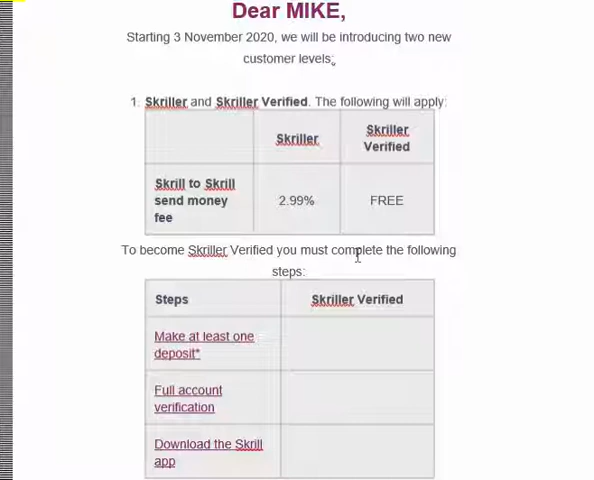 Dear MIKE,
Starting 3 November 2020, we will be introducing two new
customer levels:
1. Skriller and Skriller Verified. The following will apply:
Skriller
Skriller
Verified
Skrill to Skrill
send money
fee
2.99%
FREE
To become Skriller Verified you must complete the following
steps:
Steps
Skriller Verified
Make at least one
deposit*
Full account
verification
Download the Skrill
app